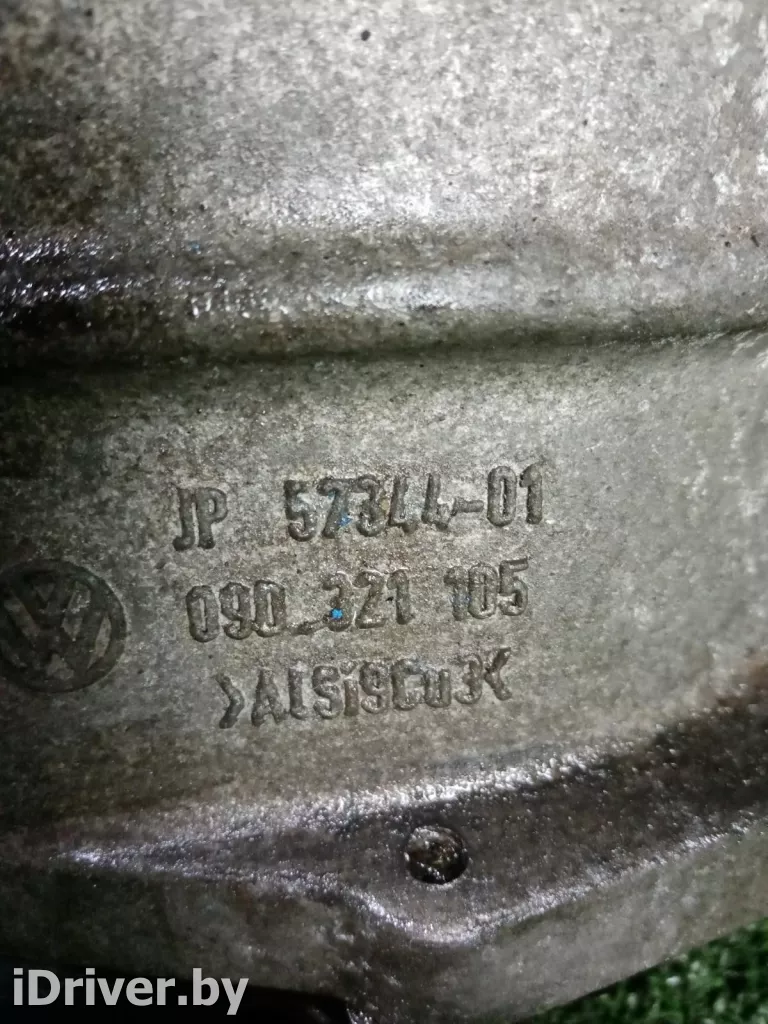 JP 57344-01
09D 321 105
>AlSi9Cu3<
iDriver.by